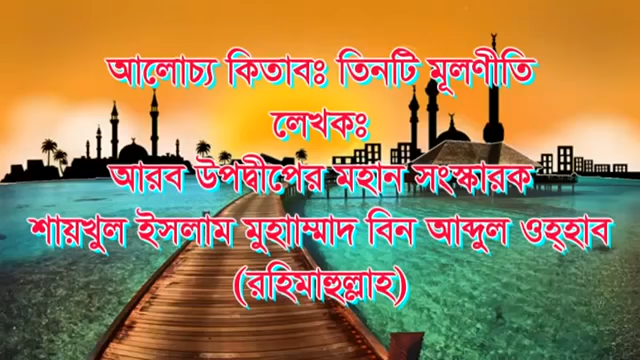 আলোচ্য কিতাবঃ তিনটি মূলণীতি
লেখকঃ
আরব উপদ্বীপের মহান সংস্কারক
শায়খুল ইসলাম মুহাাম্মাদ বিন আব্দুল ওহ্হাব
(রহিমাহুল্লাহ)